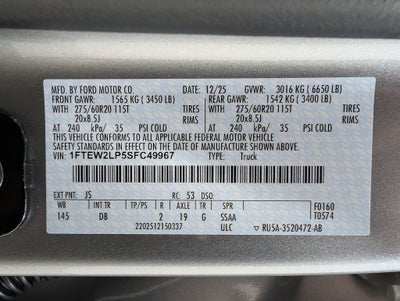 MFD. BY FORD MOTOR CO. 12/25 GVWR: 3016 KG (6650 LB)
FRONT GAWR: 1565 KG (3450 LB) REAR GAWR: 1542 KG (3400 LB)
WITH 275/60R20 115T TIRES WITH 275/60R20 115T TIRES
20x8.5J RIMS 20x8.5J RIMS
AT 240 kPa/ 35 PSI COLD AT 240 kPa/ 35 PSI COLD
THIS VEHICLE CONFORMS TO ALL APPLICABLE FEDERAL MOTOR VEHICLE
SAFETY STANDARDS IN EFFECT ON THE DATE OF MANUFACTURE SHOWN ABOVE.
VIN: 1FTEW2LP5SFC49967 TYPE: Truck
EXT PNT: JS RC: 53 DSO:
WB INT TR TP/PS R AXLE TR SPR F0160
145 DB 2 19 G SSAA T0574
2202512150337 ULC RU5A-3520472-AB